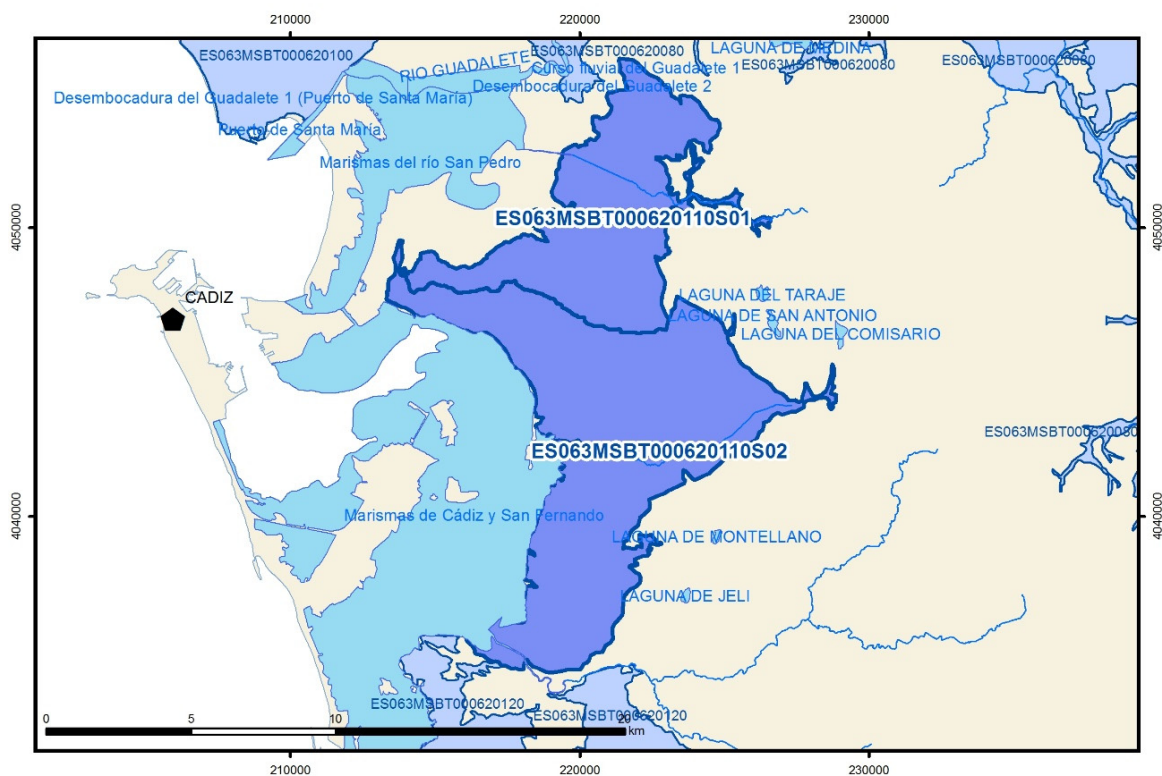 210000
220000
230000
ES063MSBT000620100
ES063MSBT000620080
LAGUNA DE MEDINA
ES063MSBT000620080
ES063MSBT000620080
RIO GUADALETE
Curso fluvial del Guadalete 1
Desembocadura del Guadalete 2
Desembocadura del Guadalete 1 (Puerto de Santa María)
Puerto de Santa María
Marismas del río San Pedro
ES063MSBT000620110S01
4050000
4050000
CADIZ
LAGUNA DEL TARAJE
LAGUNA DE SAN ANTONIO
LAGUNA DEL COMISARIO
ES063MSBT000620080
ES063MSBT000620110S02
Marismas de Cádiz y San Fernando
4040000
4040000
LAGUNA DE MONTELLANO
LAGUNA DE JELI
ES063MSBT000620120
ES063MSBT000620120
0
5
10
20
km
210000
220000
230000